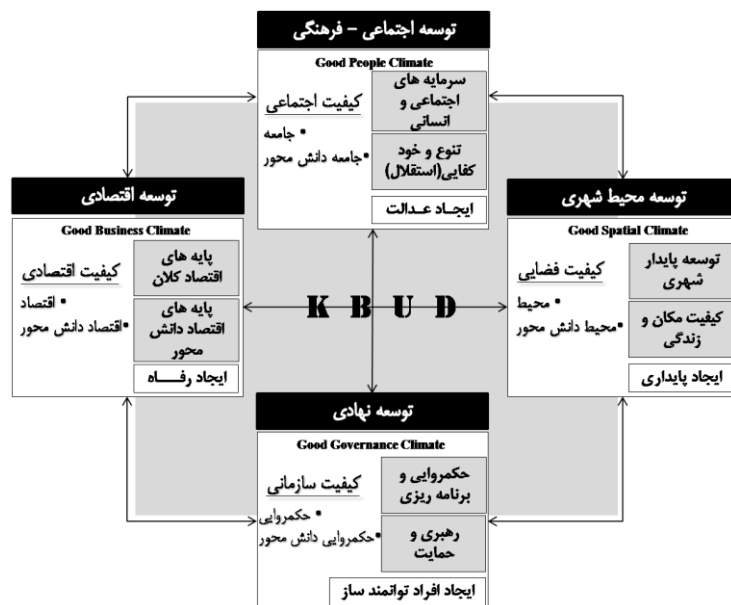 توسعه اجتماعی – فرهنگی
Good People Climate
سرمایه های
اجتماعی و
انسانی
تنوع و خود
کفایی(استقلال)
کیفیت اجتماعی
▪ جامعه
▪ جامعه دانش محور
ایجـاد عـدالت
توسعه محیط شهری
Good Spatial Climate
توسعه پایدار
شهری
کیفیت مکان و
زندگی
کیفیت فضایی
▪ محیط
▪ محیط دانش محور
ایجاد پایداری
توسعه اقتصادی
Good Business Climate
پایه های
اقتصاد کلان
پایه های
اقتصاد دانش
محور
کیفیت اقتصادی
▪ اقتصاد
▪ اقتصاد دانش محور
ایجاد رفـــاه
K B U D
توسعه نهادی
Good Governance Climate
حکمروایی و
برنامه ریزی
رهبری و
حمایت
کیفیت سازمانی
▪ حکمروایی
▪ حکمروایی دانش محور
ایجاد افراد توانمند ساز